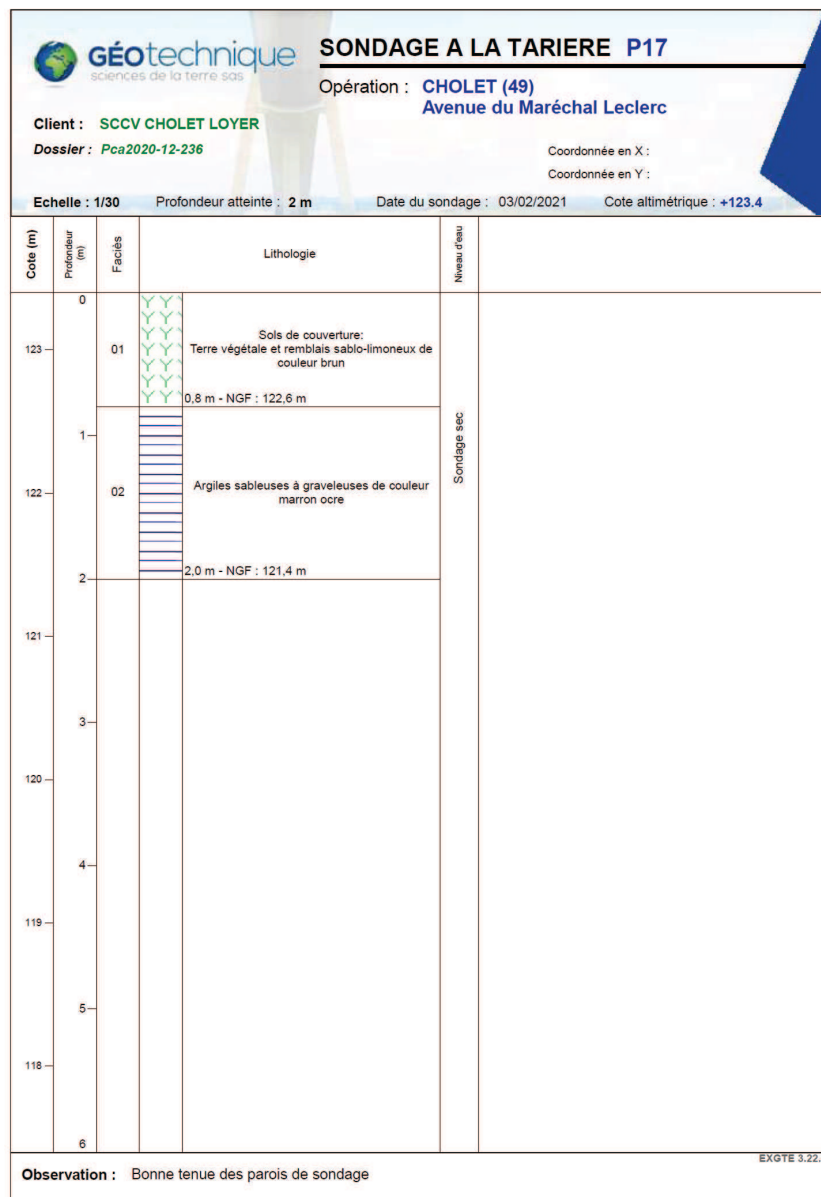 GÉOtechnique
sciences de la terre sas
SONDAGE A LA TARIERE P17
Opération : CHOLET (49)
Avenue du Maréchal Leclerc
Client : SCCV CHOLET LOYER
Dossier : Pca2020-12-236
Coordonnée en X :
Coordonnée en Y :
Echelle : 1/30 Profondeur atteinte : 2 m Date du sondage : 03/02/2021 Cote altimétrique : +123.4
Cote (m)
Profondeur (m)
Faciès
Lithologie
Niveau d'eau
0
123
01
Sols de couverture:
Terre végétale et remblais sablo-limoneux de
couleur brun
0,8 m - NGF : 122,6 m
1
Sondage sec
122
02
Argiles sableuses à graveleuses de couleur
marron ocre
2,0 m - NGF : 121,4 m
2
121
3
120
4
119
5
118
6
EXGTE 3.22.
Observation : Bonne tenue des parois de sondage